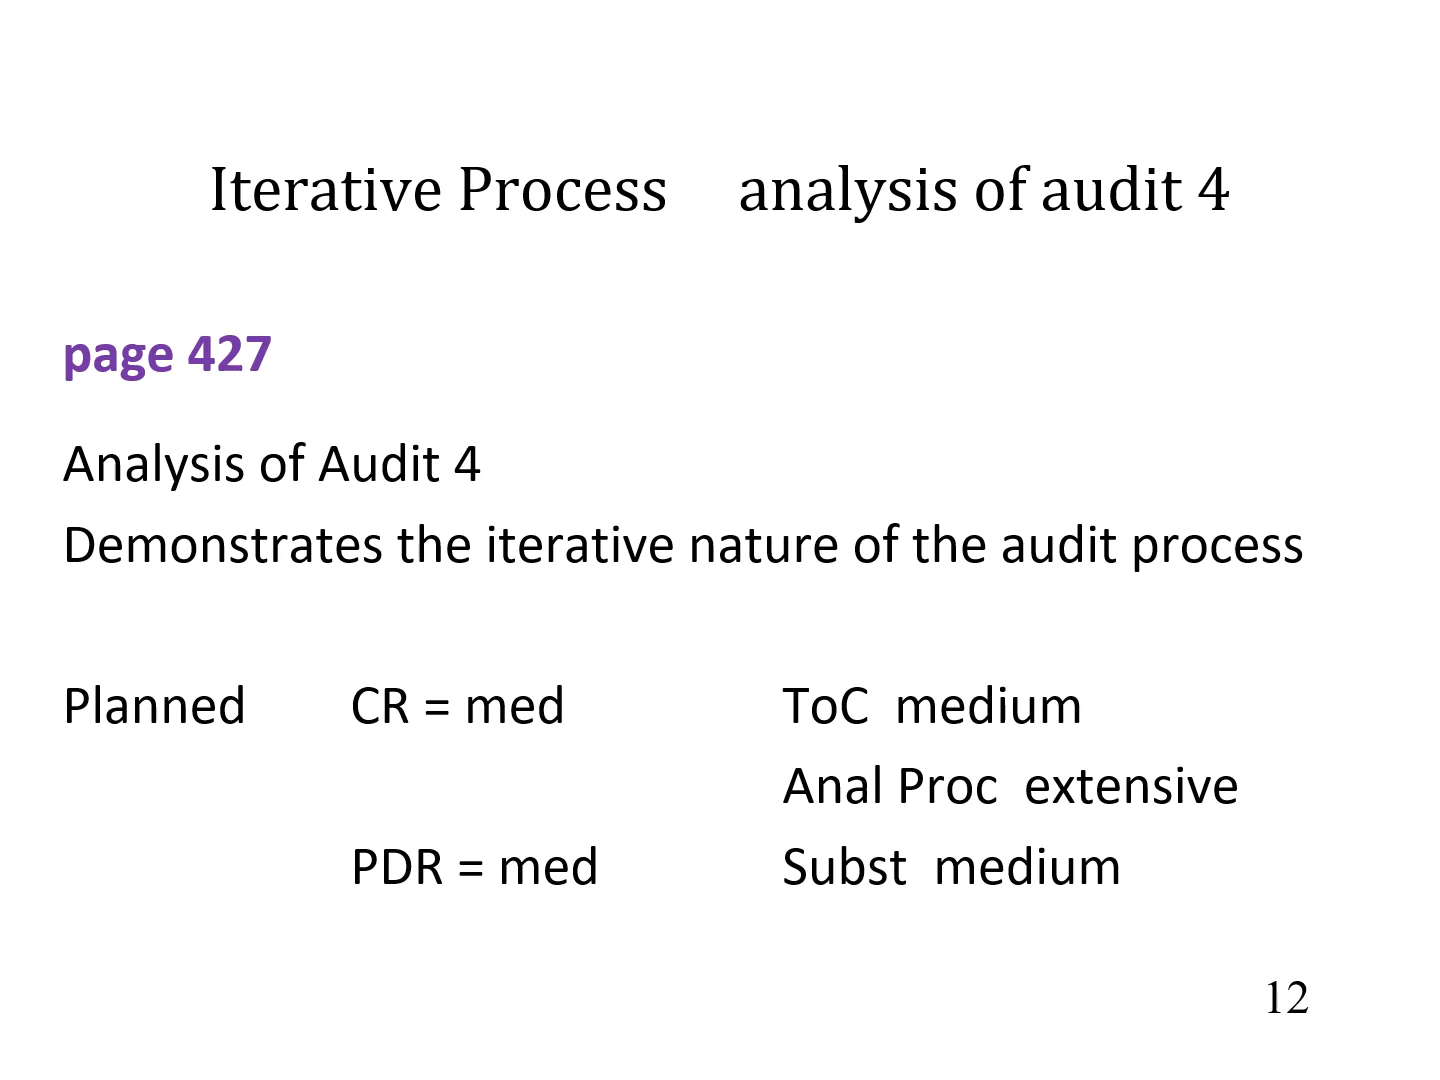 Iterative Process analysis of audit 4
page 427
Analysis of Audit 4
Demonstrates the iterative nature of the audit process
Planned CR = med ToC medium
Anal Proc extensive
PDR = med Subst medium
12